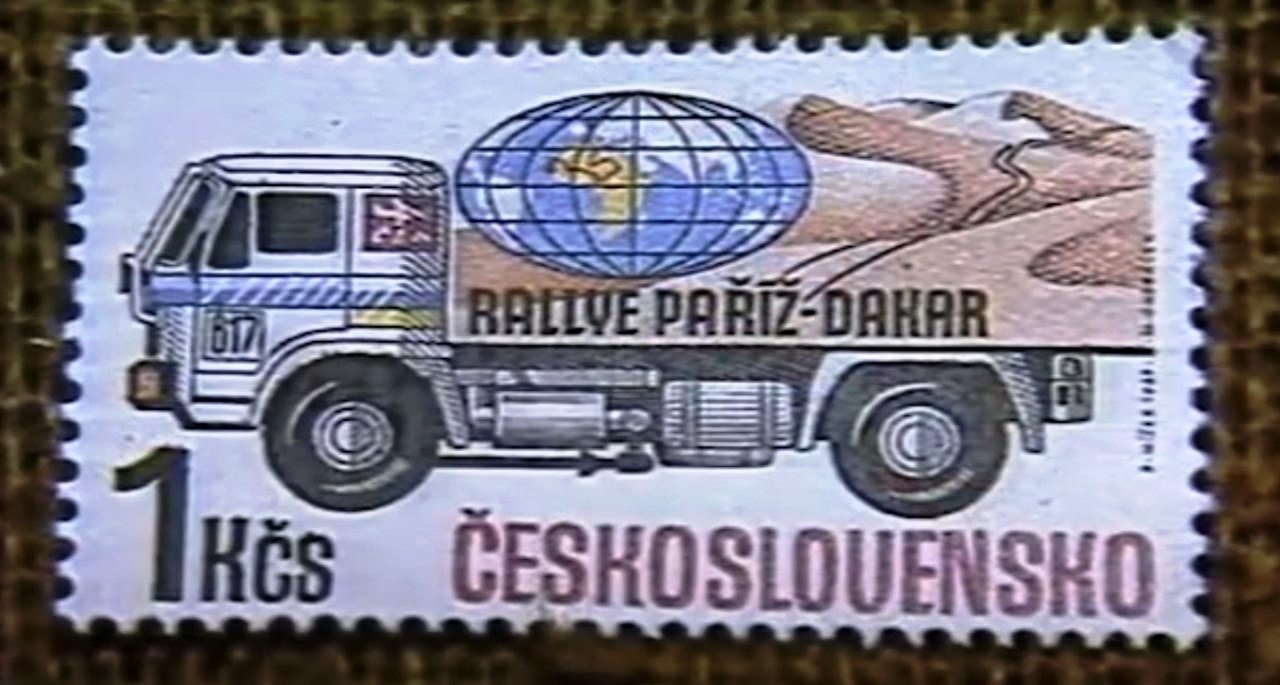 617
RALLYE PAŘÍŽ-DAKAR
1 Kčs
ČESKOSLOVENSKO